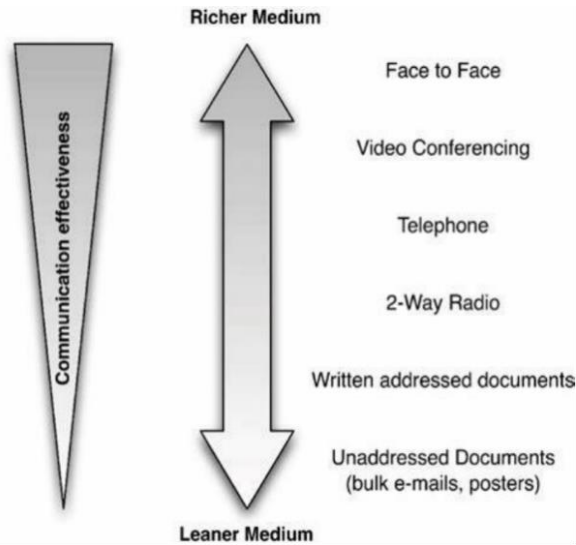 Richer Medium
Face to Face
Video Conferencing
Communication effectiveness
Telephone
2-Way Radio
Written addressed documents
Unaddressed Documents
(bulk e-mails, posters)
Leaner Medium